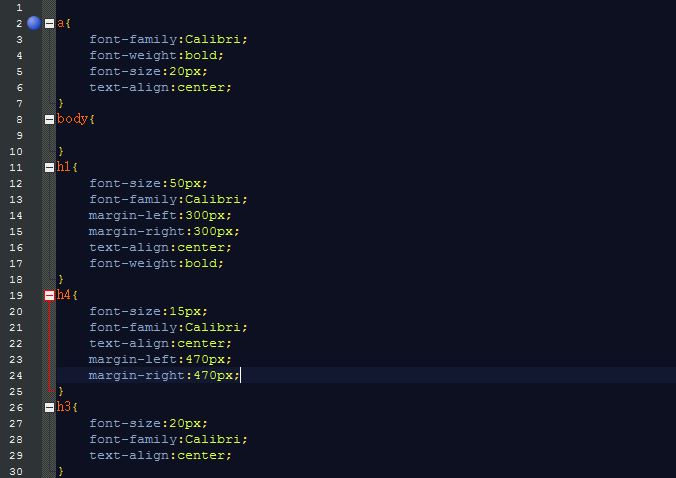 1
2 a{
3 font-family:Calibri;
4 font-weight:bold;
5 font-size:20px;
6 text-align:center;
7 }
8 body{
9
10 }
11 h1{
12 font-size:50px;
13 font-family:Calibri;
14 margin-left:300px;
15 margin-right:300px;
16 text-align:center;
17 font-weight:bold;
18 }
19 h4{
20 font-size:15px;
21 font-family:Calibri;
22 text-align:center;
23 margin-left:470px;
24 margin-right:470px;
25 }
26 h3{
27 font-size:20px;
28 font-family:Calibri;
29 text-align:center;
30 }